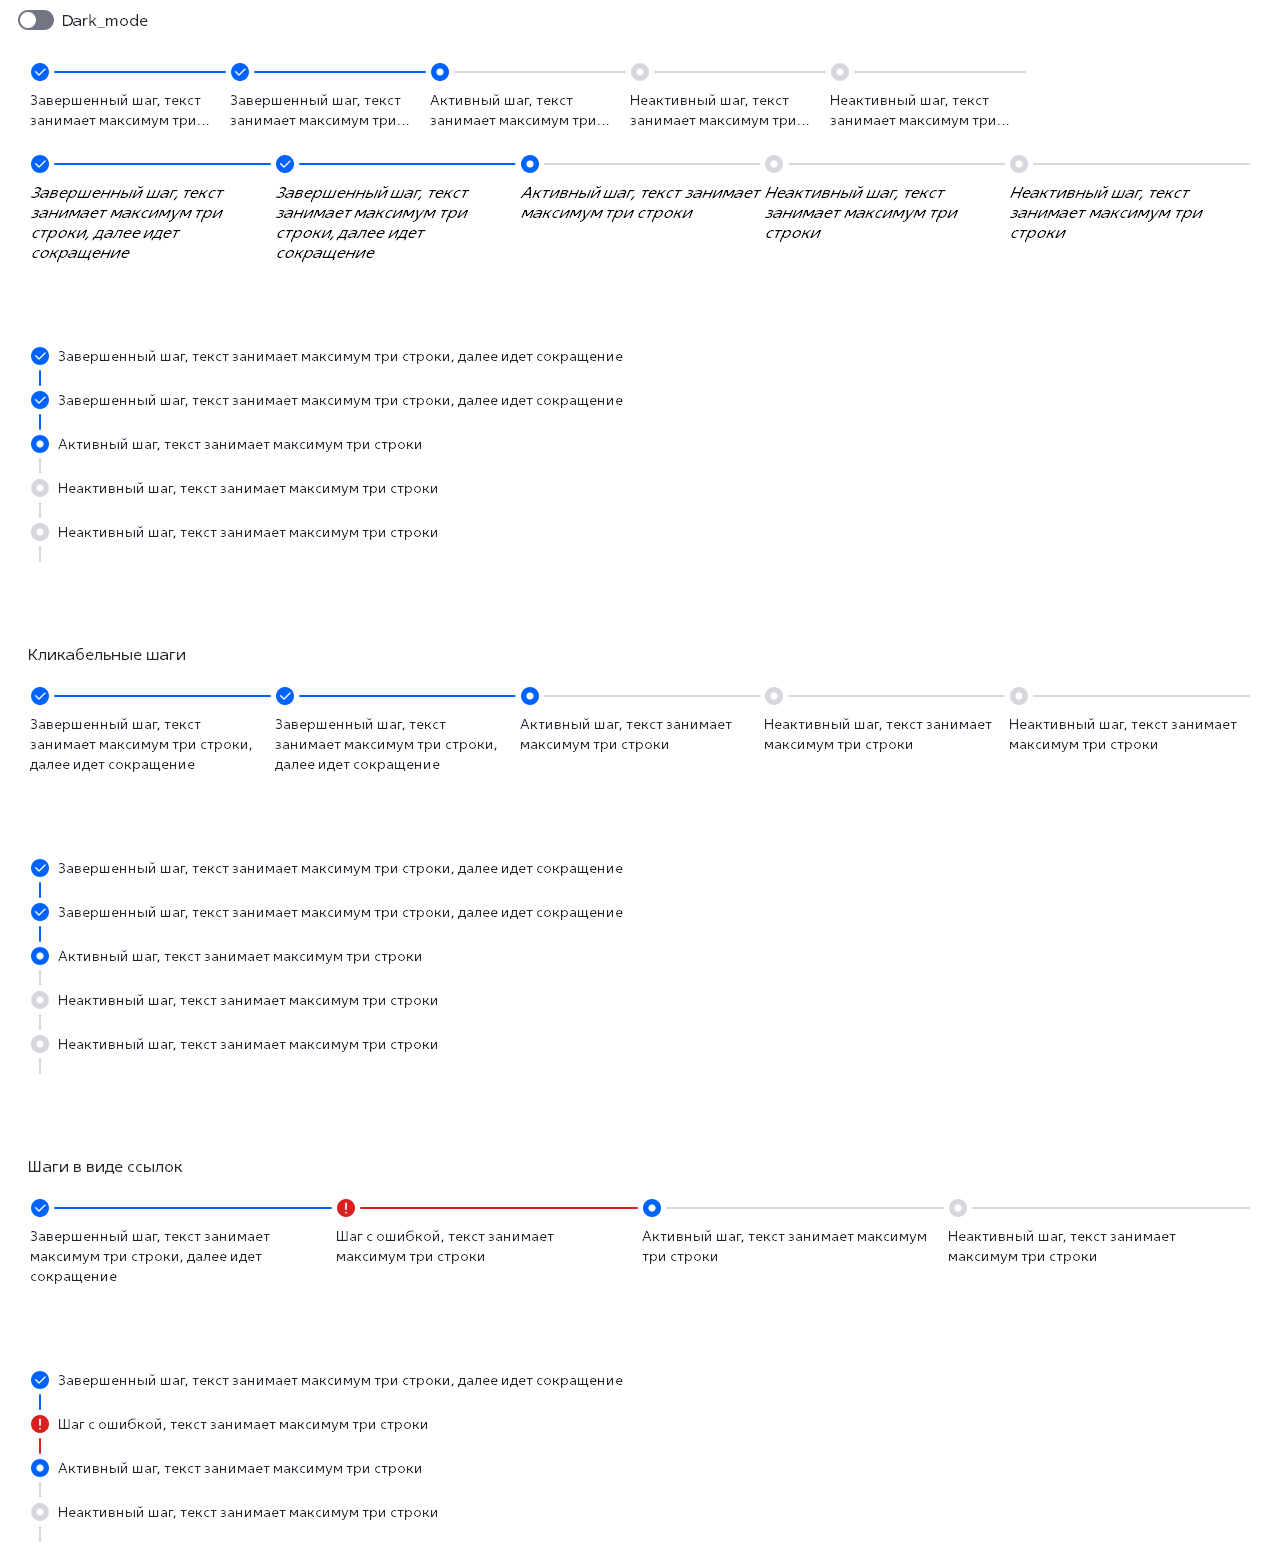 Dark_mode
Завершенный шаг, текст
занимает максимум три...
Завершенный шаг, текст
занимает максимум три...
Активный шаг, текст
занимает максимум три...
Неактивный шаг, текст
занимает максимум три...
Неактивный шаг, текст
занимает максимум три...
Завершенный шаг, текст
занимает максимум три
строки, далее идет
сокращение
Завершенный шаг, текст
занимает максимум три
строки, далее идет
сокращение
Активный шаг, текст занимает
максимум три строки
Неактивный шаг, текст
занимает максимум три
строки
Неактивный шаг, текст
занимает максимум три
строки
Завершенный шаг, текст занимает максимум три строки, далее идет сокращение
Завершенный шаг, текст занимает максимум три строки, далее идет сокращение
Активный шаг, текст занимает максимум три строки
Неактивный шаг, текст занимает максимум три строки
Неактивный шаг, текст занимает максимум три строки
Кликабельные шаги
Завершенный шаг, текст
занимает максимум три строки,
далее идет сокращение
Завершенный шаг, текст
занимает максимум три строки,
далее идет сокращение
Активный шаг, текст занимает
максимум три строки
Неактивный шаг, текст занимает
максимум три строки
Неактивный шаг, текст занимает
максимум три строки
Завершенный шаг, текст занимает максимум три строки, далее идет сокращение
Завершенный шаг, текст занимает максимум три строки, далее идет сокращение
Активный шаг, текст занимает максимум три строки
Неактивный шаг, текст занимает максимум три строки
Неактивный шаг, текст занимает максимум три строки
Шаги в виде ссылок
Завершенный шаг, текст занимает
максимум три строки, далее идет
сокращение
Шаг с ошибкой, текст занимает
максимум три строки
Активный шаг, текст занимает максимум
три строки
Неактивный шаг, текст занимает
максимум три строки
Завершенный шаг, текст занимает максимум три строки, далее идет сокращение
Шаг с ошибкой, текст занимает максимум три строки
Активный шаг, текст занимает максимум три строки
Неактивный шаг, текст занимает максимум три строки